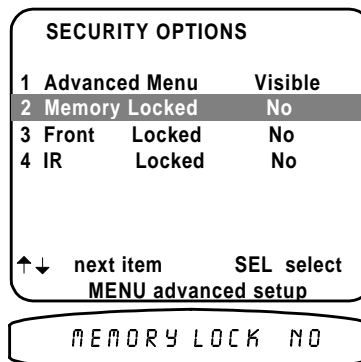 SECURITY OPTIONS
1 Advanced Menu Visible
2 Memory Locked No
3 Front Locked No
4 IR Locked No
↑↓ next item SEL select
MENU advanced setup
MEMORY LOCK NO